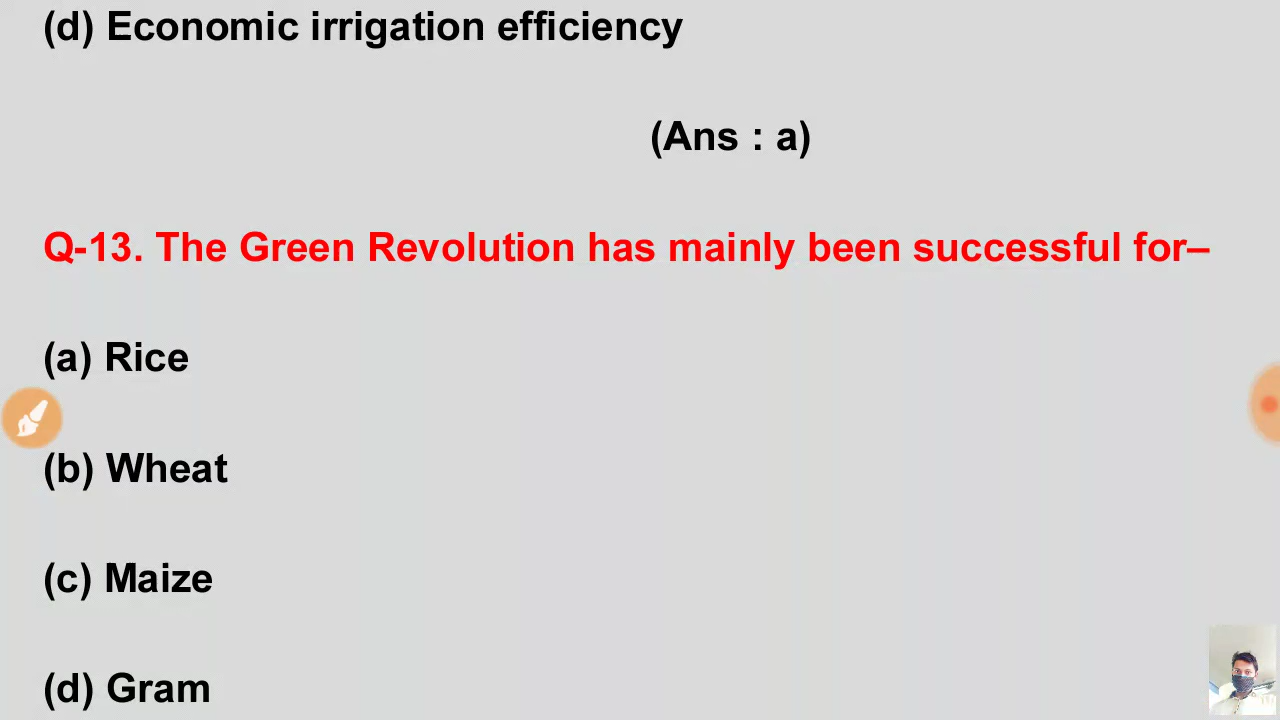 (d) Economic irrigation efficiency
(Ans : a)
Q-13. The Green Revolution has mainly been successful for–
(a) Rice
(b) Wheat
(c) Maize
(d) Gram